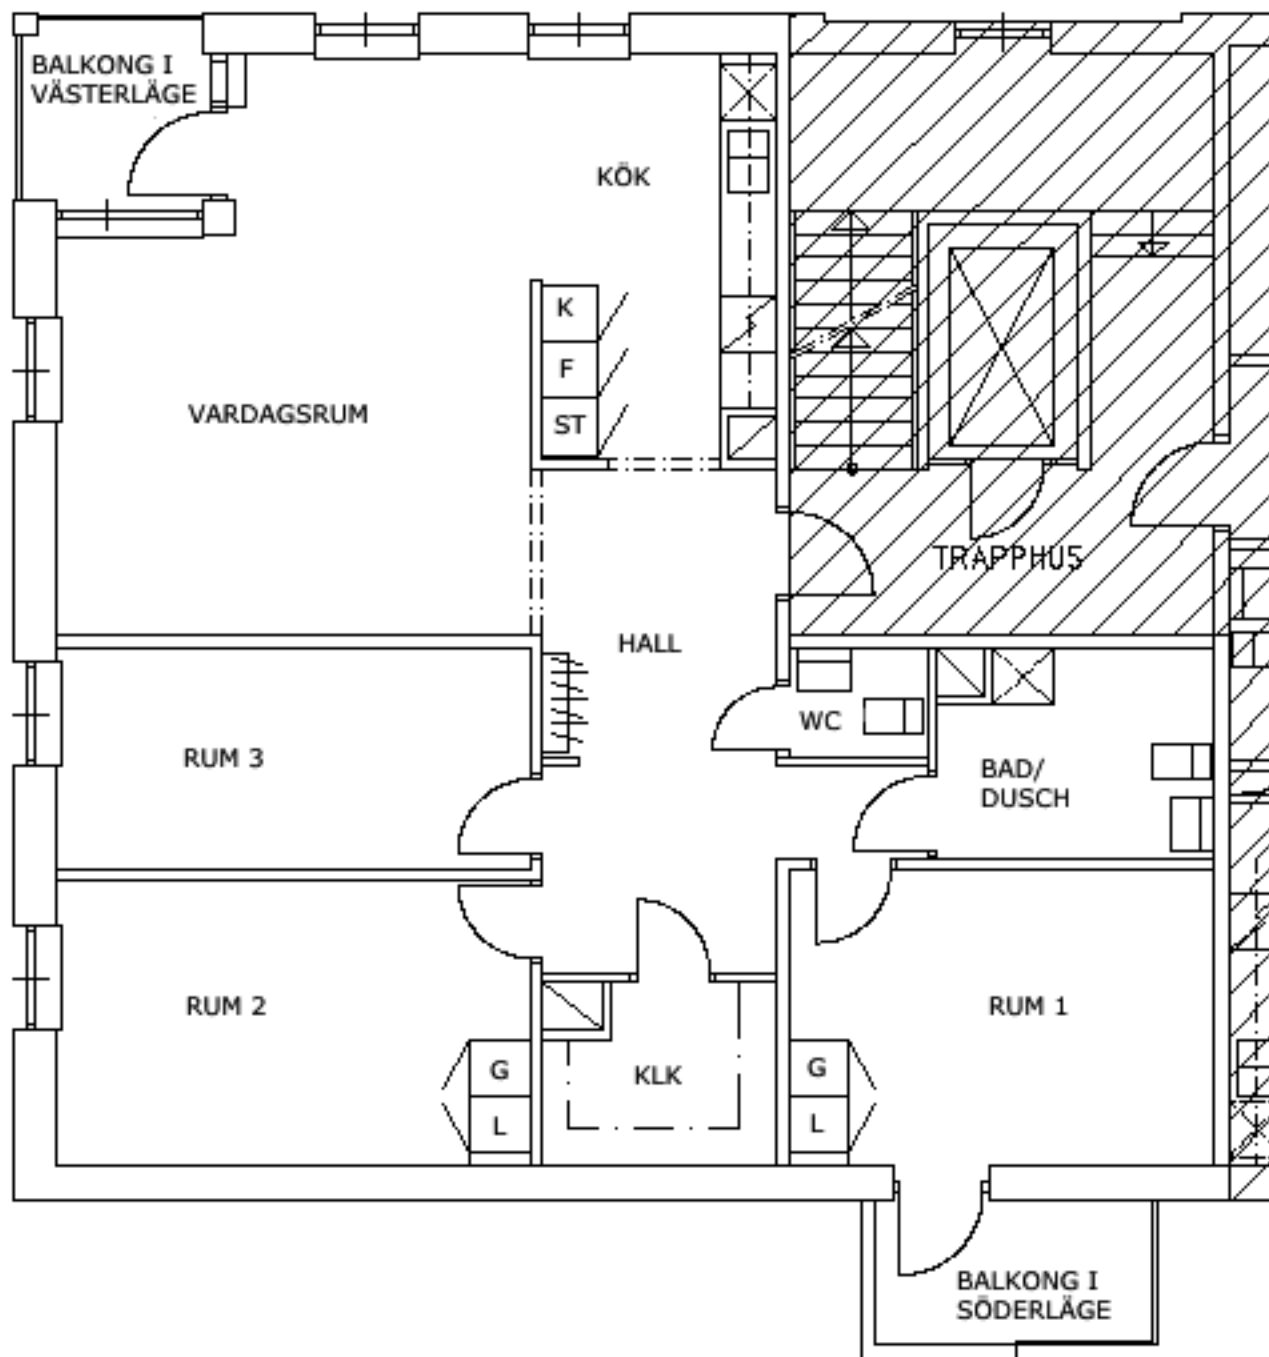 BALKONG I
VÄSTERLÄGE
KÖK
K
F
ST
VARDAGSRUM
TRAPPHUS
HALL
WC
RUM 3
BAD/
DUSCH
RUM 2
RUM 1
G
L
KLK
G
L
BALKONG I
SÖDERLÄGE